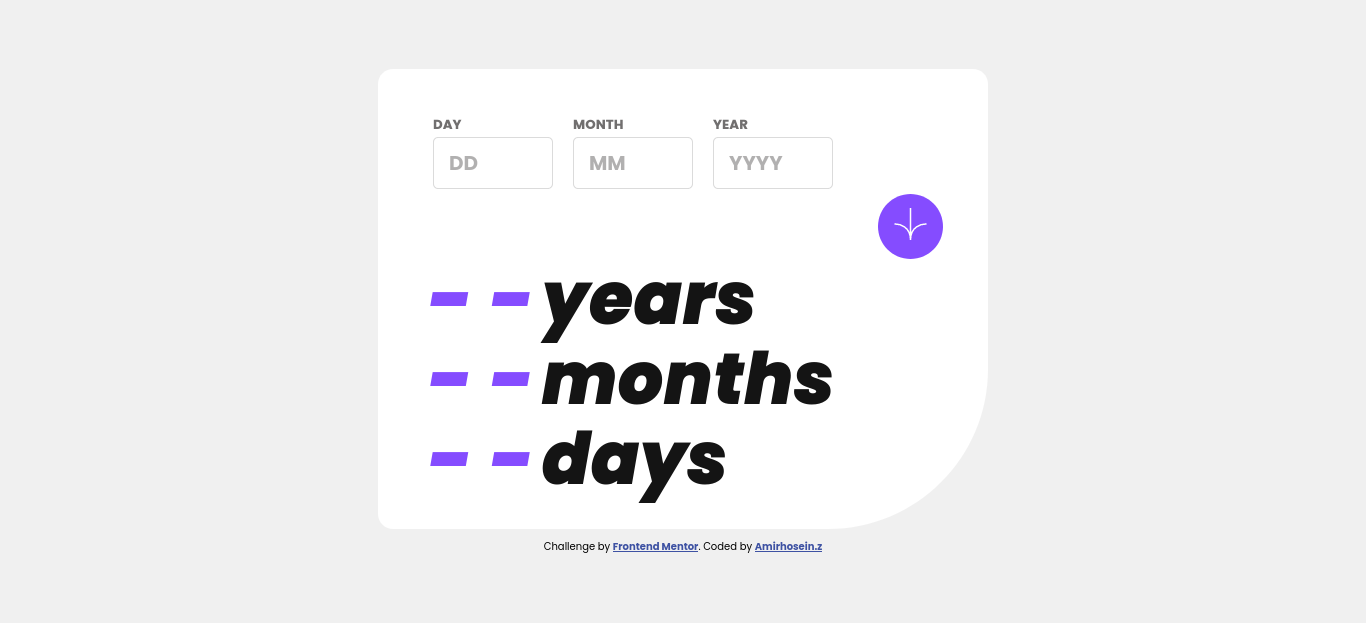 DAY MONTH YEAR
DD MM YYYY
- - years
- - months
- - days
Challenge by Frontend Mentor. Coded by Amirhosein.z